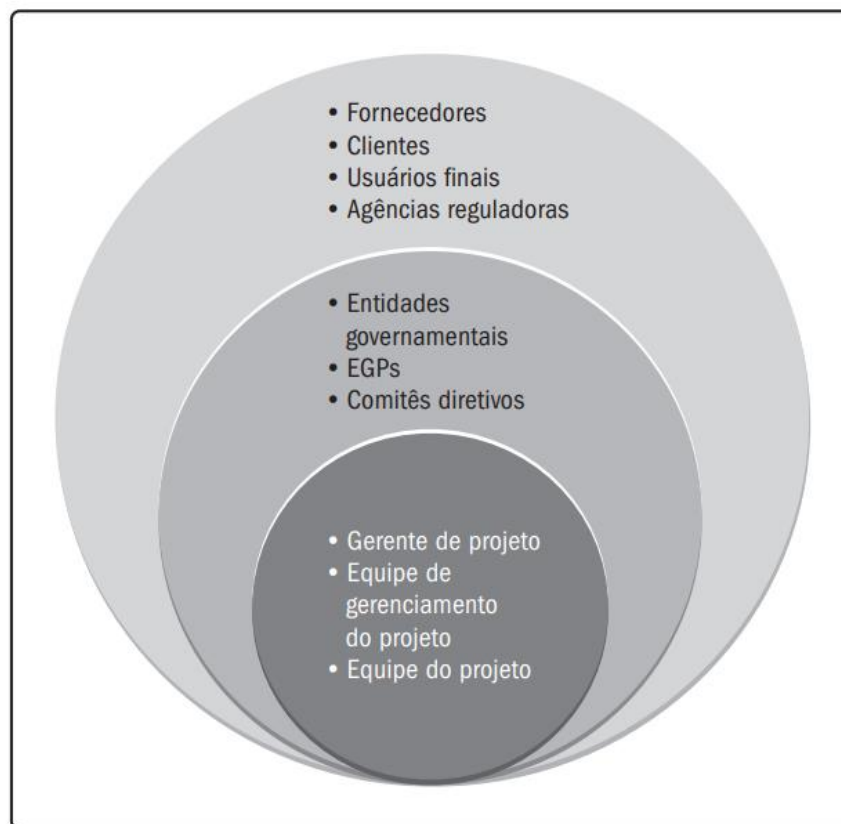 • Fornecedores
• Clientes
• Usuários finais
• Agências reguladoras
• Entidades
governamentais
• EGPs
• Comitês diretivos
• Gerente de projeto
• Equipe de
gerenciamento
do projeto
• Equipe do projeto